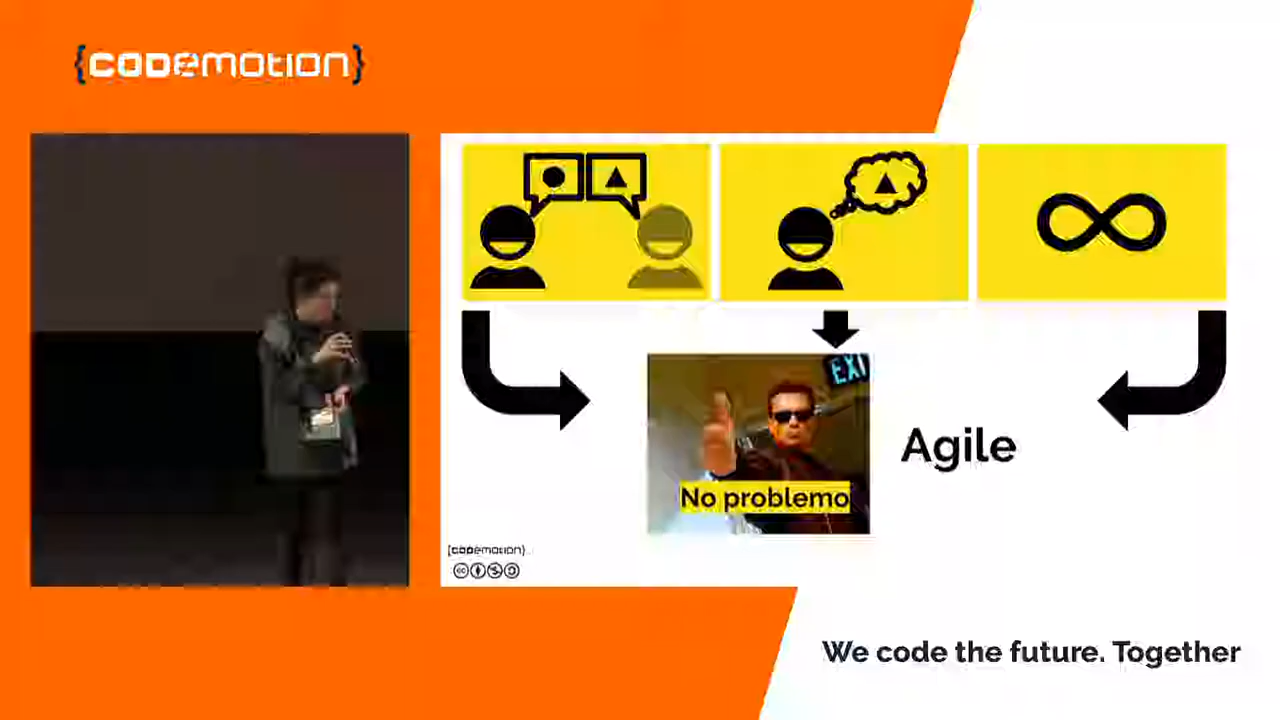 {codemotion}
EXI
No problemo
Agile
{codemotion}
We code the future. Together